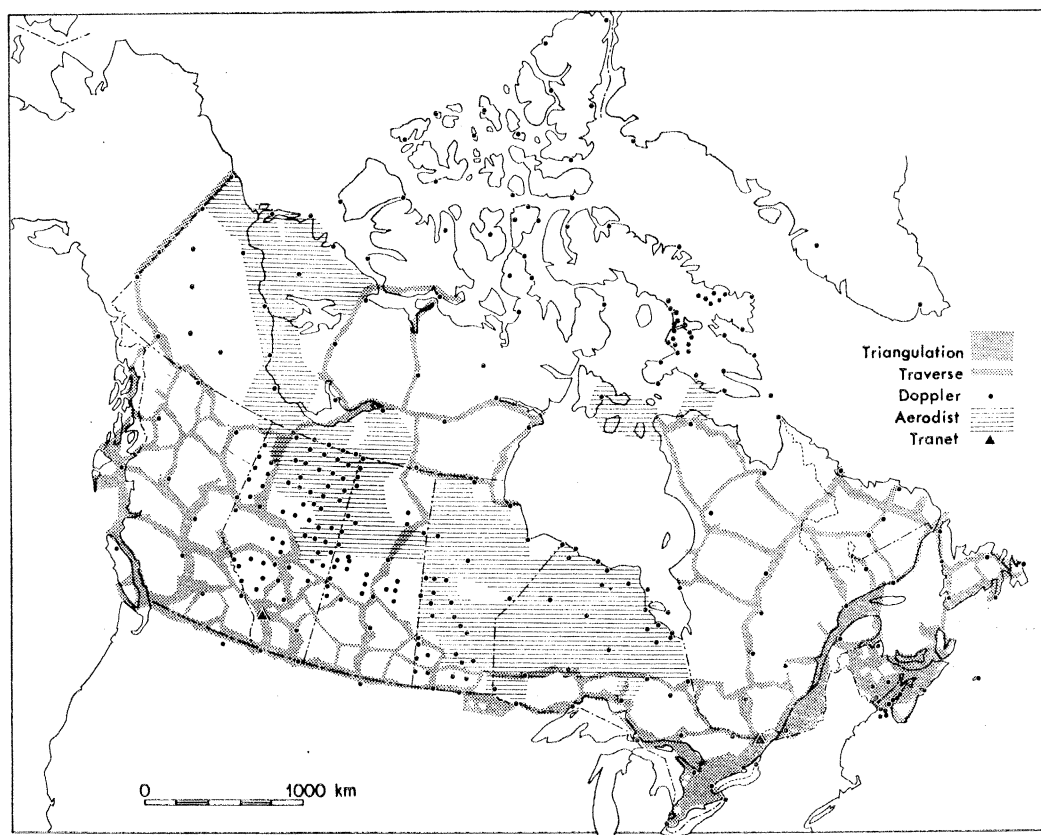 Triangulation
Traverse
Doppler
Aerodist
Tranet
0 1000 km